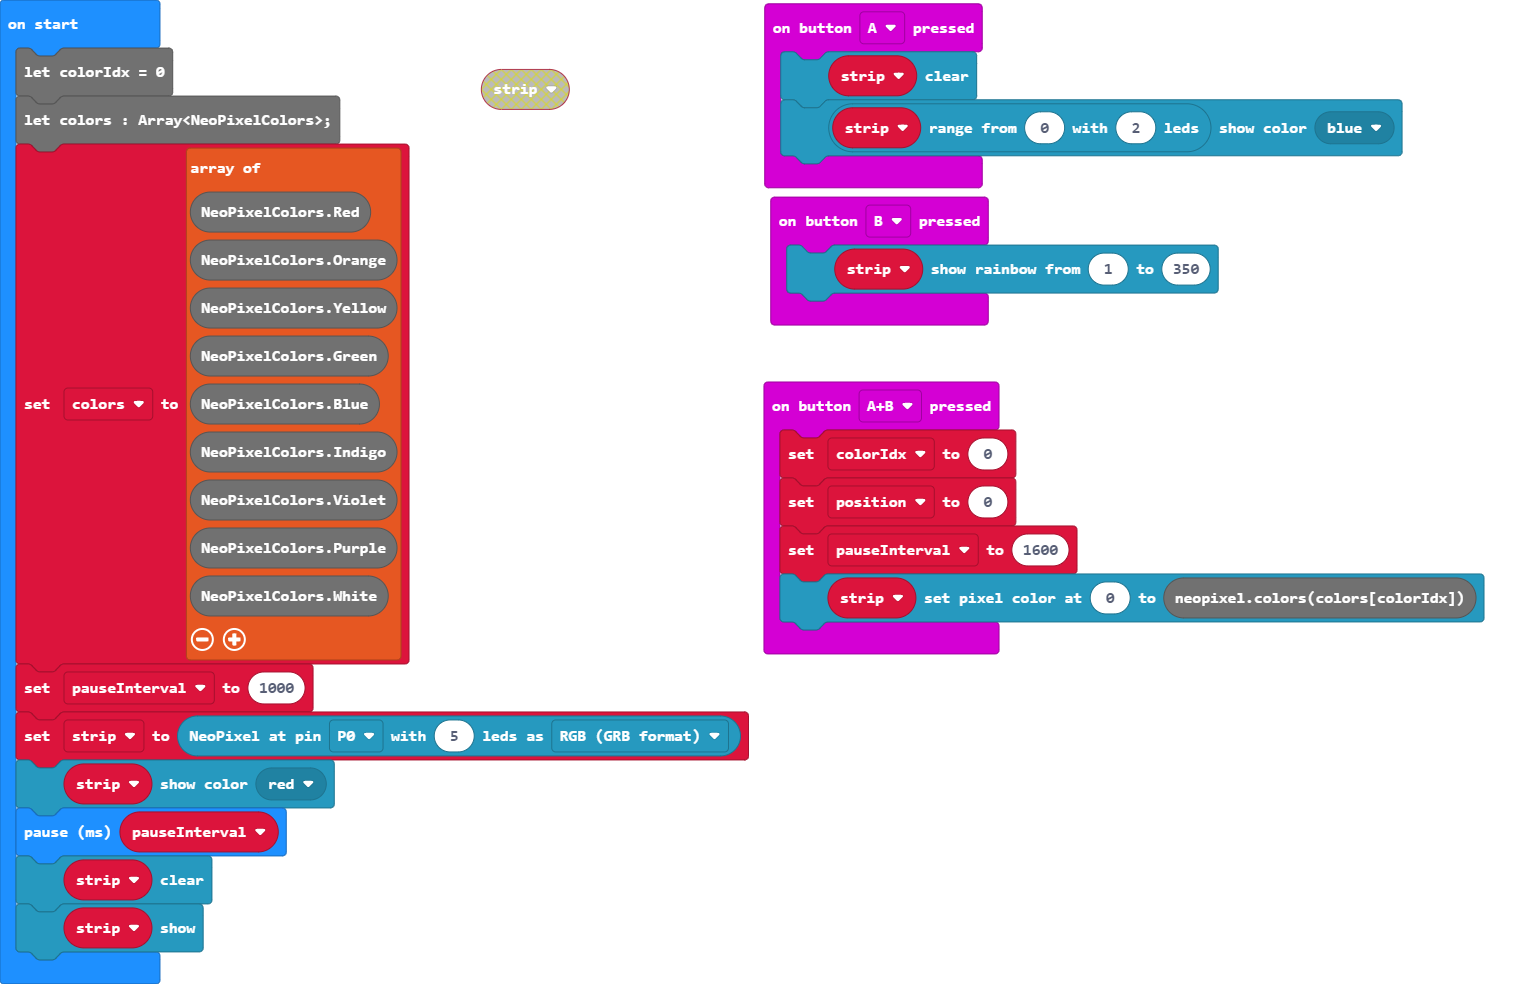 on start
let colorIdx = 0
let colors : Array<NeoPixelColors>;
set colors to
array of
NeoPixelColors.Red
NeoPixelColors.Orange
NeoPixelColors.Yellow
NeoPixelColors.Green
NeoPixelColors.Blue
NeoPixelColors.Indigo
NeoPixelColors.Violet
NeoPixelColors.Purple
NeoPixelColors.White
set pauseInterval to 1000
set strip to NeoPixel at pin P0 with 5 leds as RGB (GRB format)
strip show color red
pause (ms) pauseInterval
strip clear
strip show
strip
on button A pressed
strip clear
strip range from 0 with 2 leds show color blue
on button B pressed
strip show rainbow from 1 to 350
on button A+B pressed
set colorIdx to 0
set position to 0
set pauseInterval to 1600
strip set pixel color at 0 to neopixel.colors(colors[colorIdx])